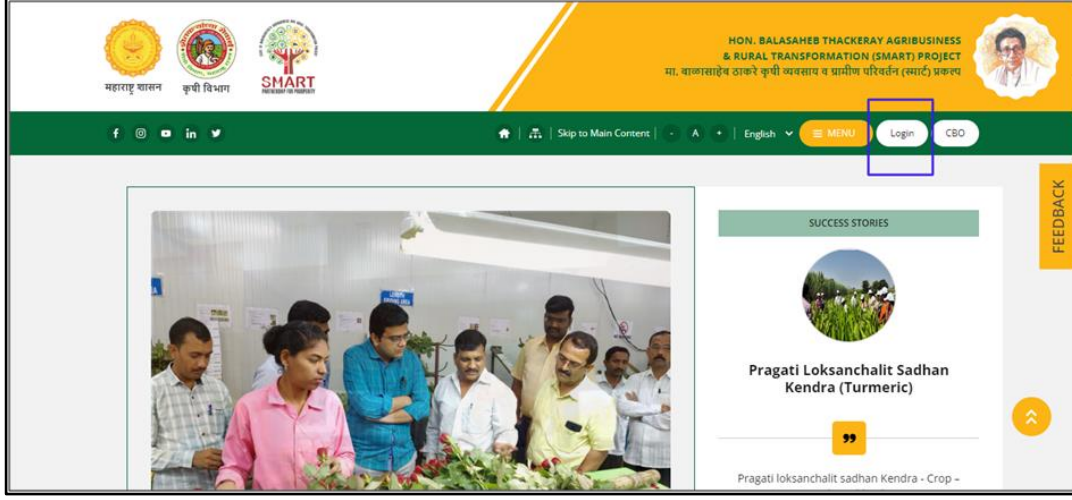 महाराष्ट्र शासन
कृषी विभाग
SMART
HON. BALASAHEB THACKERAY AGRIBUSINESS
& RURAL TRANSFORMATION (SMART) PROJECT
मा. बाळासाहेब ठाकरे कृषी व्यवसाय व ग्रामीण परिवर्तन (स्मार्ट) प्रकल्प
Skip to Main Content | - A + | English MENU Login CBO
FEEDBACK
SUCCESS STORIES
Pragati Loksanchalit Sadhan
Kendra (Turmeric)
Pragati loksanchalit sadhan Kendra - Crop –